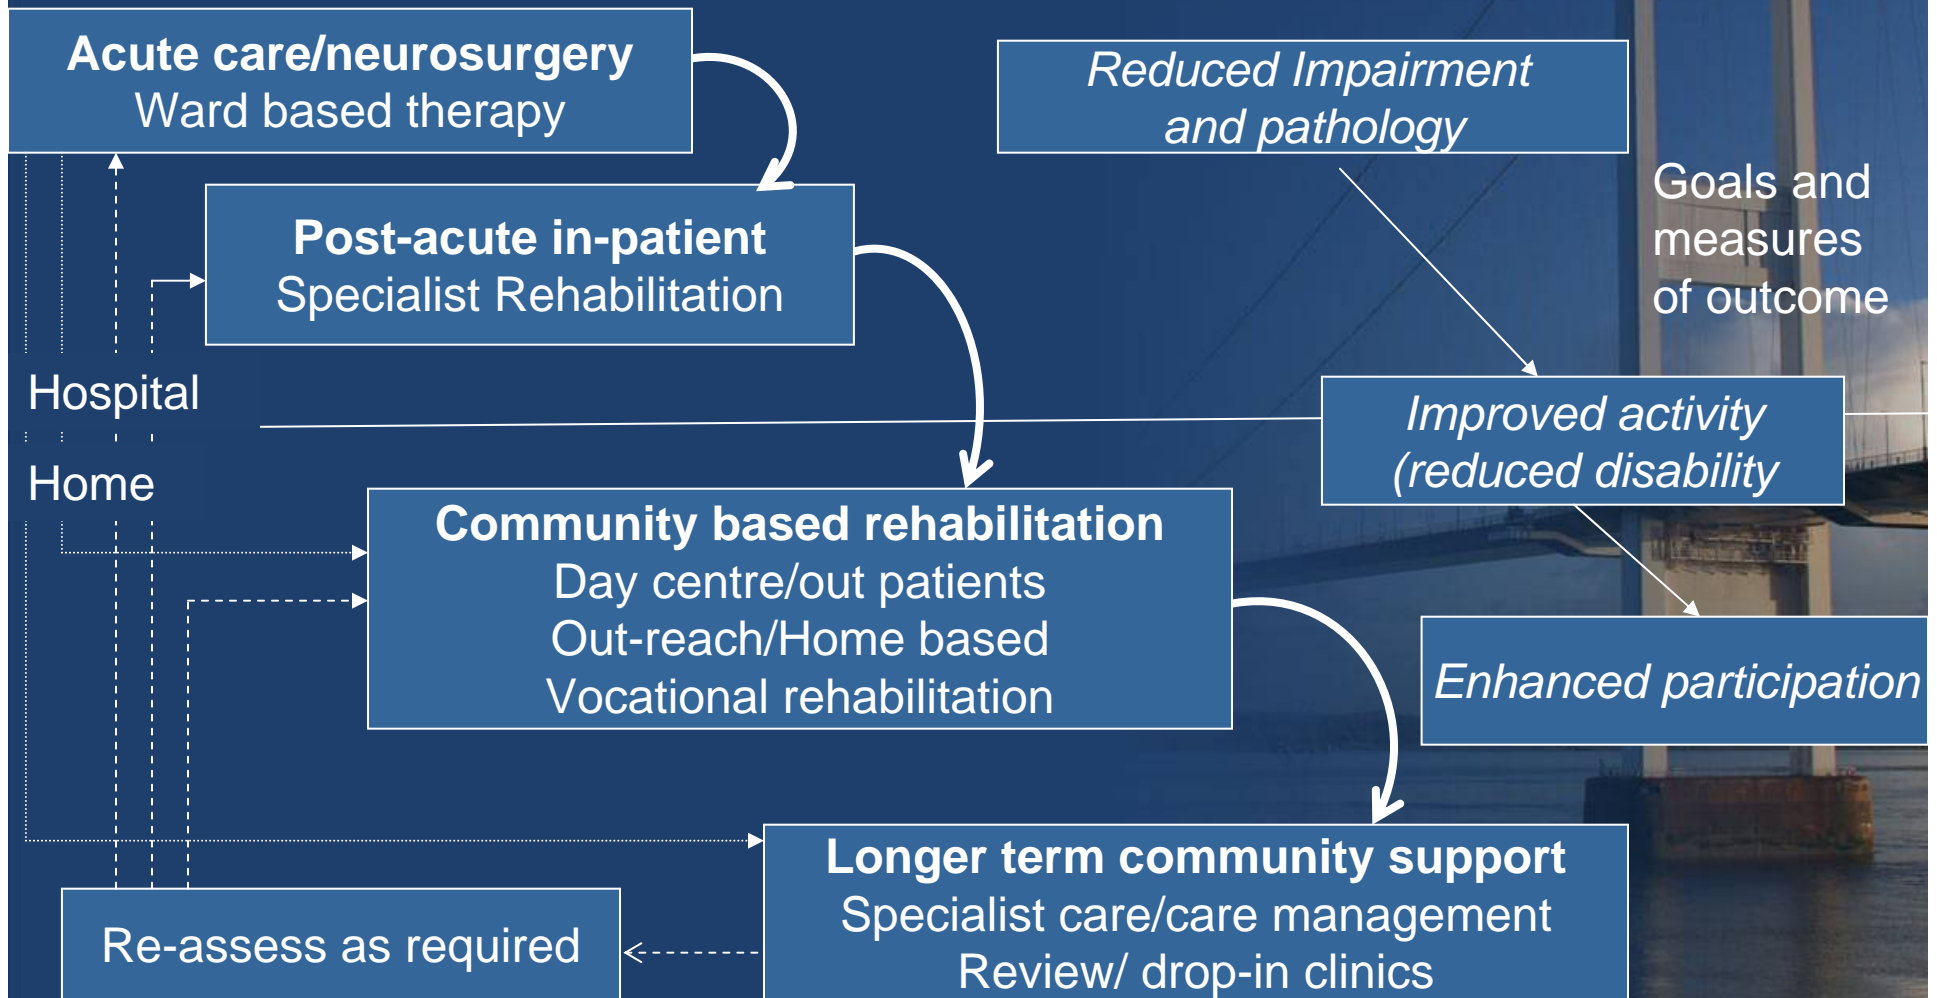 Acute care/neurosurgery
Ward based therapy
Reduced Impairment
and pathology
Goals and
measures
of outcome
Post-acute in-patient
Specialist Rehabilitation
Hospital
Improved activity
(reduced disability
Home
Community based rehabilitation
Day centre/out patients
Out-reach/Home based
Vocational rehabilitation
Enhanced participation
Longer term community support
Specialist care/care management
Review/ drop-in clinics
Re-assess as required